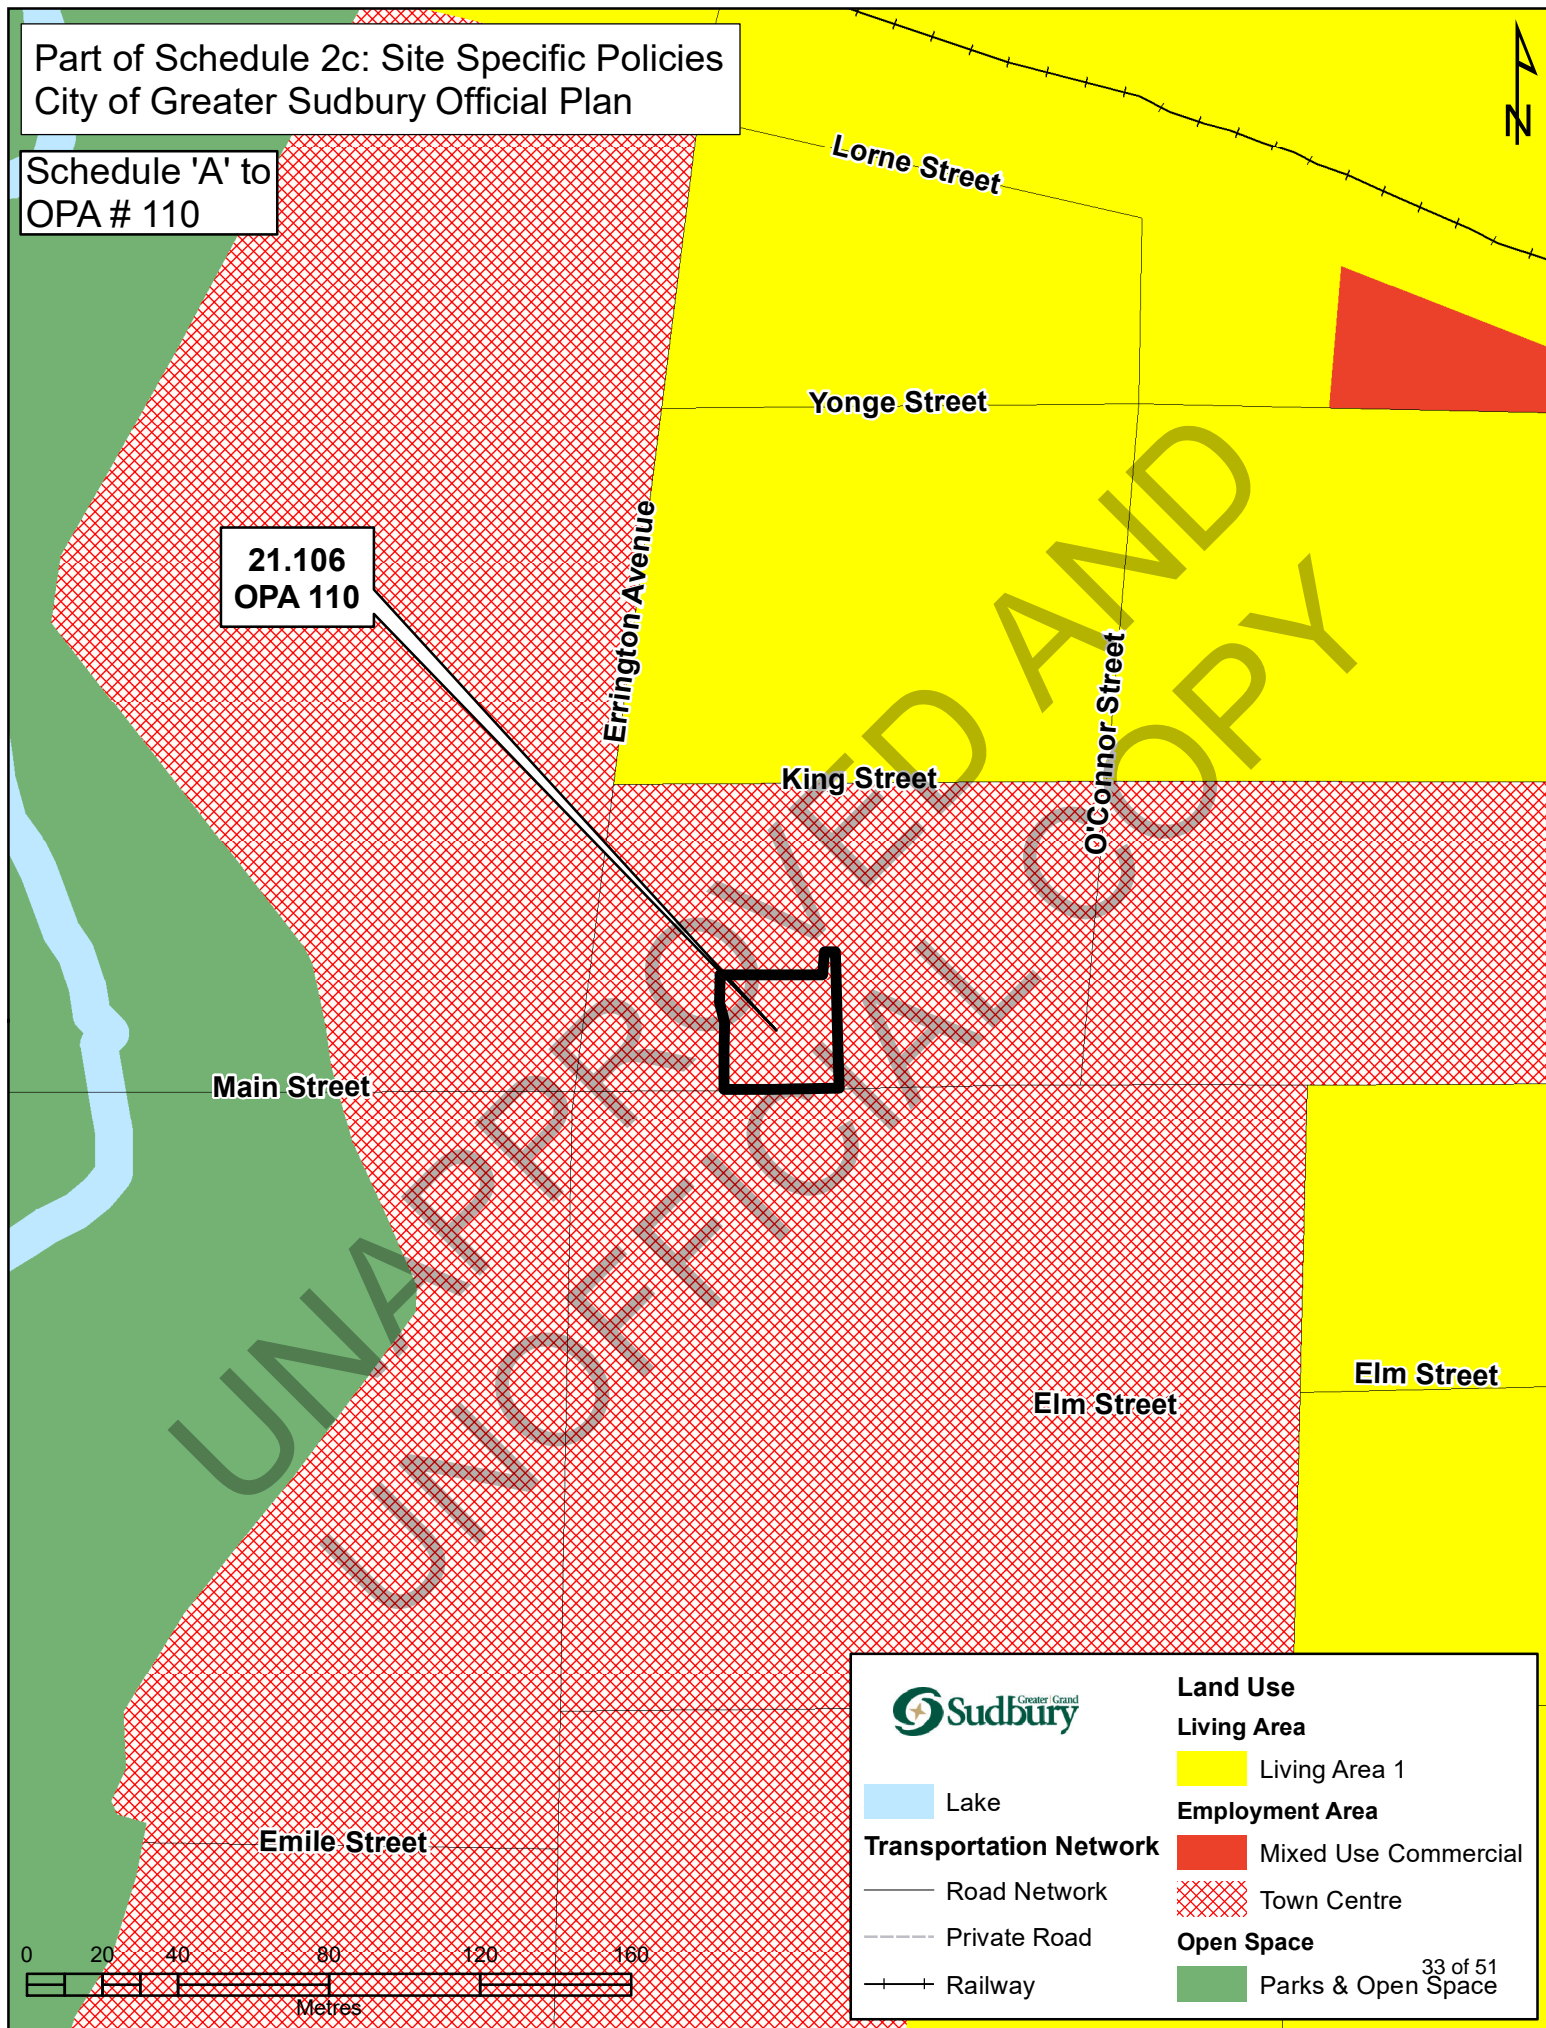 Part of Schedule 2c: Site Specific Policies
City of Greater Sudbury Official Plan
Schedule 'A' to
OPA # 110
N
Lorne Street
Yonge Street
21.106
OPA 110
Errington Avenue
O'Connor Street
King Street
Main Street
Elm Street
Elm Street
Emile Street
UNAPPROVED AND
UNOFFICIAL COPY
0 20 40 80 120 160
Metres
Greater | Grand
Sudbury
Lake
Transportation Network
Road Network
Private Road
Railway
Land Use
Living Area
Living Area 1
Employment Area
Mixed Use Commercial
Town Centre
Open Space
Parks & Open Space
33 of 51